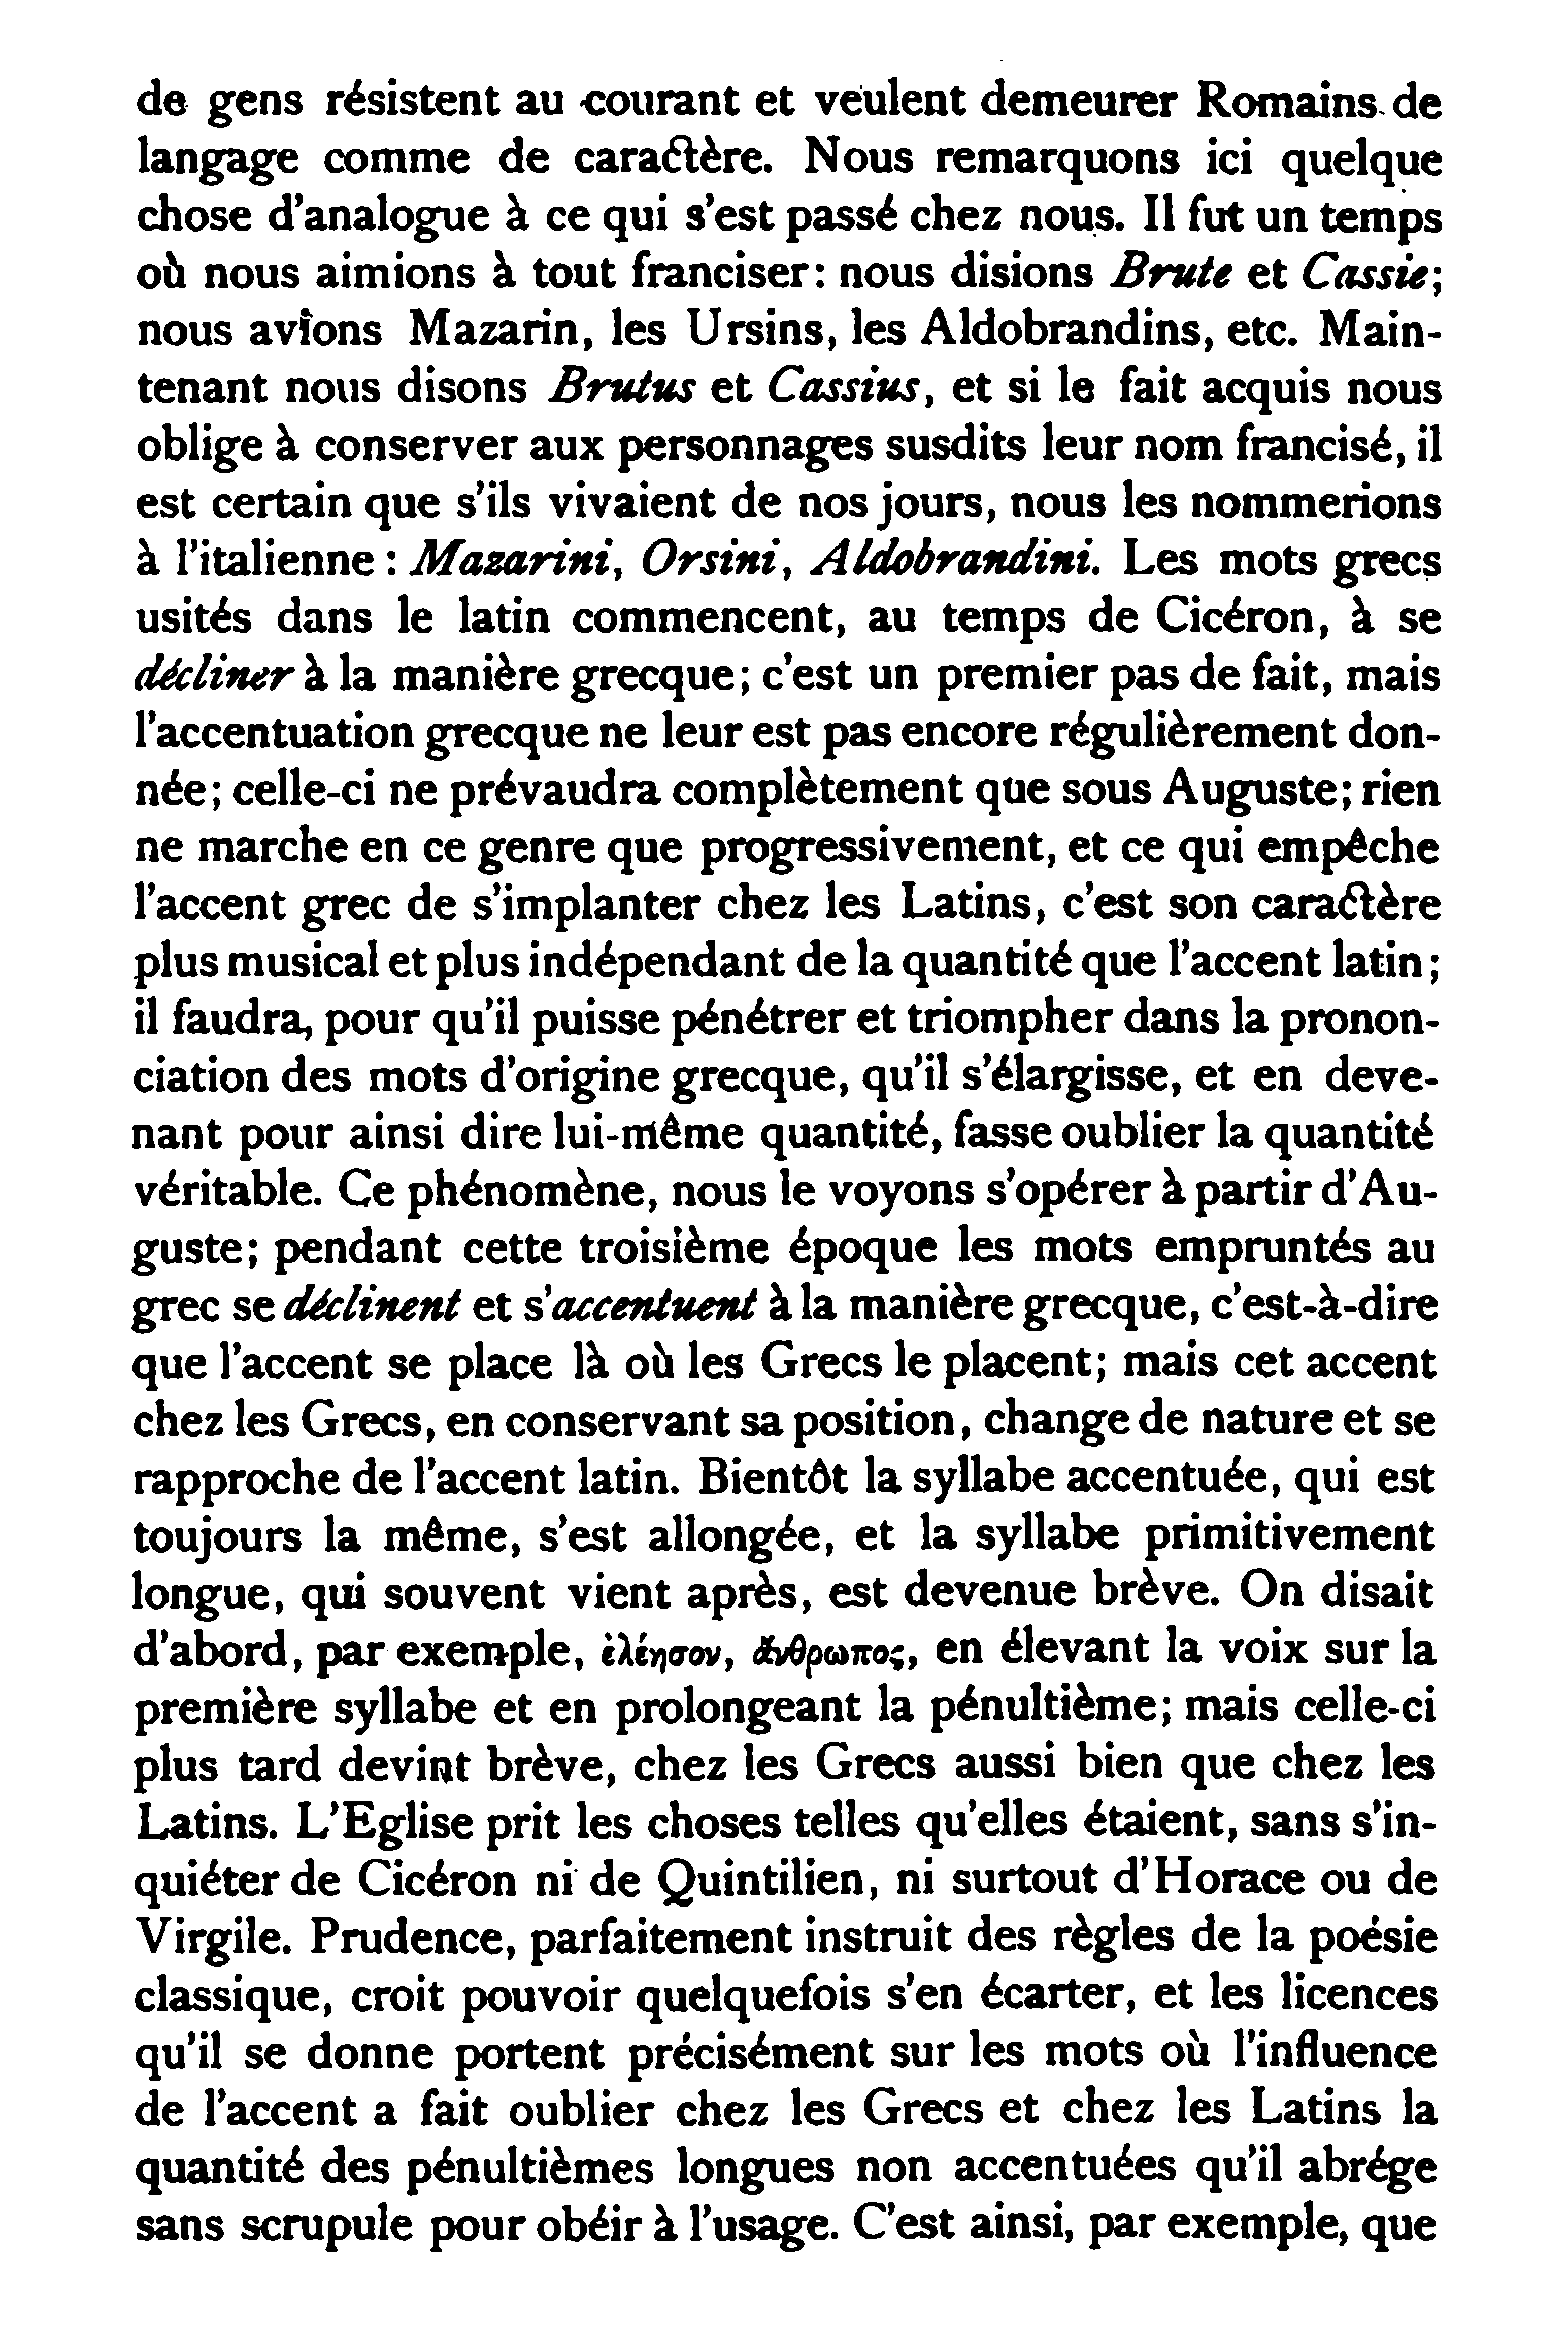 de gens résistent au courant et veulent demeurer Romains de
langage comme de caractère. Nous remarquons ici quelque
chose d'analogue à ce qui s'est passé chez nous. Il fut un temps
où nous aimions à tout franciser: nous disions Brute et Cassie;
nous avions Mazarin, les Ursins, les Aldobrandins, etc. Main-
tenant nous disons Brutus et Cassius, et si le fait acquis nous
oblige à conserver aux personnages susdits leur nom francisé, il
est certain que s'ils vivaient de nos jours, nous les nommerions
à l'italienne : Mazarini, Orsini, Aldobrandini. Les mots grecs
usités dans le latin commencent, au temps de Cicéron, à se
décliner à la manière grecque; c'est un premier pas de fait, mais
l'accentuation grecque ne leur est pas encore régulièrement don-
née; celle-ci ne prévaudra complètement que sous Auguste; rien
ne marche en ce genre que progressivement, et ce qui empêche
l'accent grec de s'implanter chez les Latins, c'est son caractère
plus musical et plus indépendant de la quantité que l'accent latin;
il faudra, pour qu'il puisse pénétrer et triompher dans la pronon-
ciation des mots d'origine grecque, qu'il s'élargisse, et en deve-
nant pour ainsi dire lui-même quantité, fasse oublier la quantité
véritable. Ce phénomène, nous le voyons s'opérer à partir d'Au-
guste; pendant cette troisième époque les mots empruntés au
grec se déclinent et s'accentuent à la manière grecque, c'est-à-dire
que l'accent se place là où les Grecs le placent; mais cet accent
chez les Grecs, en conservant sa position, change de nature et se
rapproche de l'accent latin. Bientôt la syllabe accentuée, qui est
toujours la même, s'est allongée, et la syllabe primitivement
longue, qui souvent vient après, est devenue brève. On disait
d'abord, par exemple, ἐλέησον, ἄνθρωπος, en élevant la voix sur la
première syllabe et en prolongeant la pénultième; mais celle-ci
plus tard devint brève, chez les Grecs aussi bien que chez les
Latins. L'Eglise prit les choses telles qu'elles étaient, sans s'in-
quiéter de Cicéron ni de Quintilien, ni surtout d'Horace ou de
Virgile. Prudence, parfaitement instruit des règles de la poésie
classique, croit pouvoir quelquefois s'en écarter, et les licences
qu'il se donne portent précisément sur les mots où l'influence
de l'accent a fait oublier chez les Grecs et chez les Latins la
quantité des pénultièmes longues non accentuées qu'il abrége
sans scrupule pour obéir à l'usage. C'est ainsi, par exemple, que